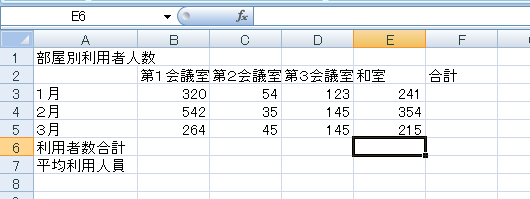 E6 fx
A B C D E F
1 部屋別利用者人数
2 第1会議室 第2会議室 第3会議室 和室 合計
3 1月 320 54 123 241
4 2月 542 35 145 354
5 3月 264 45 145 215
6 利用者数合計
7 平均利用人員
8